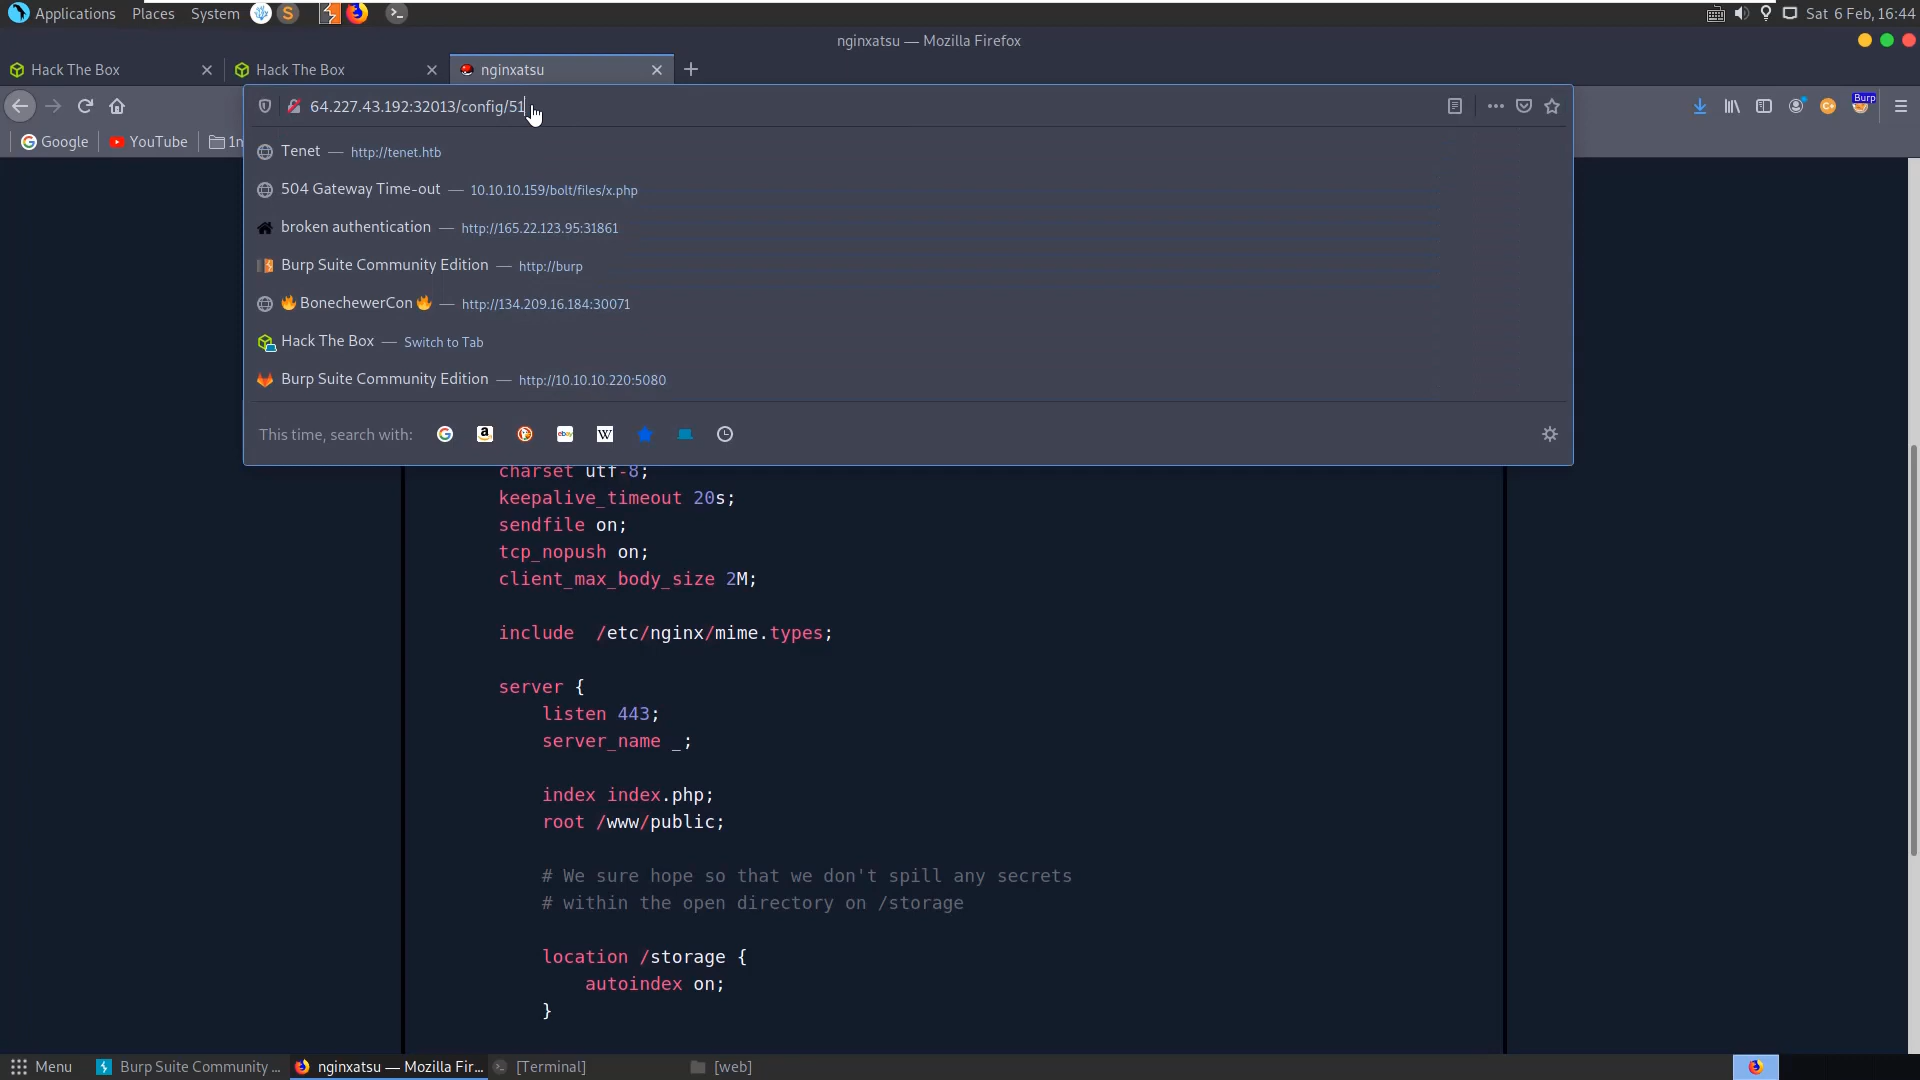 Applications Places System Sat 6 Feb, 16:44
nginxatsu — Mozilla Firefox
Hack The Box Hack The Box nginxatsu
64.227.43.192:32013/config/51 Burp
Google YouTube 1n
Tenet — http://tenet.htb
504 Gateway Time-out — 10.10.10.159/bolt/files/x.php
broken authentication — http://165.22.123.95:31861
Burp Suite Community Edition — http://burp
🔥BonechewerCon🔥 — http://134.209.16.184:30071
Hack The Box — Switch to Tab
Burp Suite Community Edition — http://10.10.10.220:5080
This time, search with:
charset utf-8;
keepalive_timeout 20s;
sendfile on;
tcp_nopush on;
client_max_body_size 2M;
include  /etc/nginx/mime.types;
server {
listen 443;
server_name _;
index index.php;
root /www/public;
# We sure hope so that we don't spill any secrets
# within the open directory on /storage
location /storage {
autoindex on;
}
Menu Burp Suite Community ... nginxatsu — Mozilla Fir... [Terminal] [web]